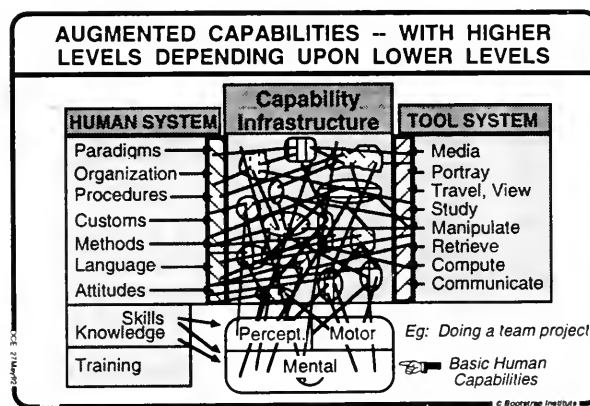 AUGMENTED CAPABILITIES -- WITH HIGHER
LEVELS DEPENDING UPON LOWER LEVELS
Capability
Infrastructure
HUMAN SYSTEM
TOOL SYSTEM
Paradigms
Organization
Procedures
Customs
Methods
Language
Attitudes
Media
Portray
Travel, View
Study
Manipulate
Retrieve
Compute
Communicate
Skills
Knowledge
Training
Percept. Motor
Mental
Eg: Doing a team project
Basic Human
Capabilities
© Bootstrap Institute